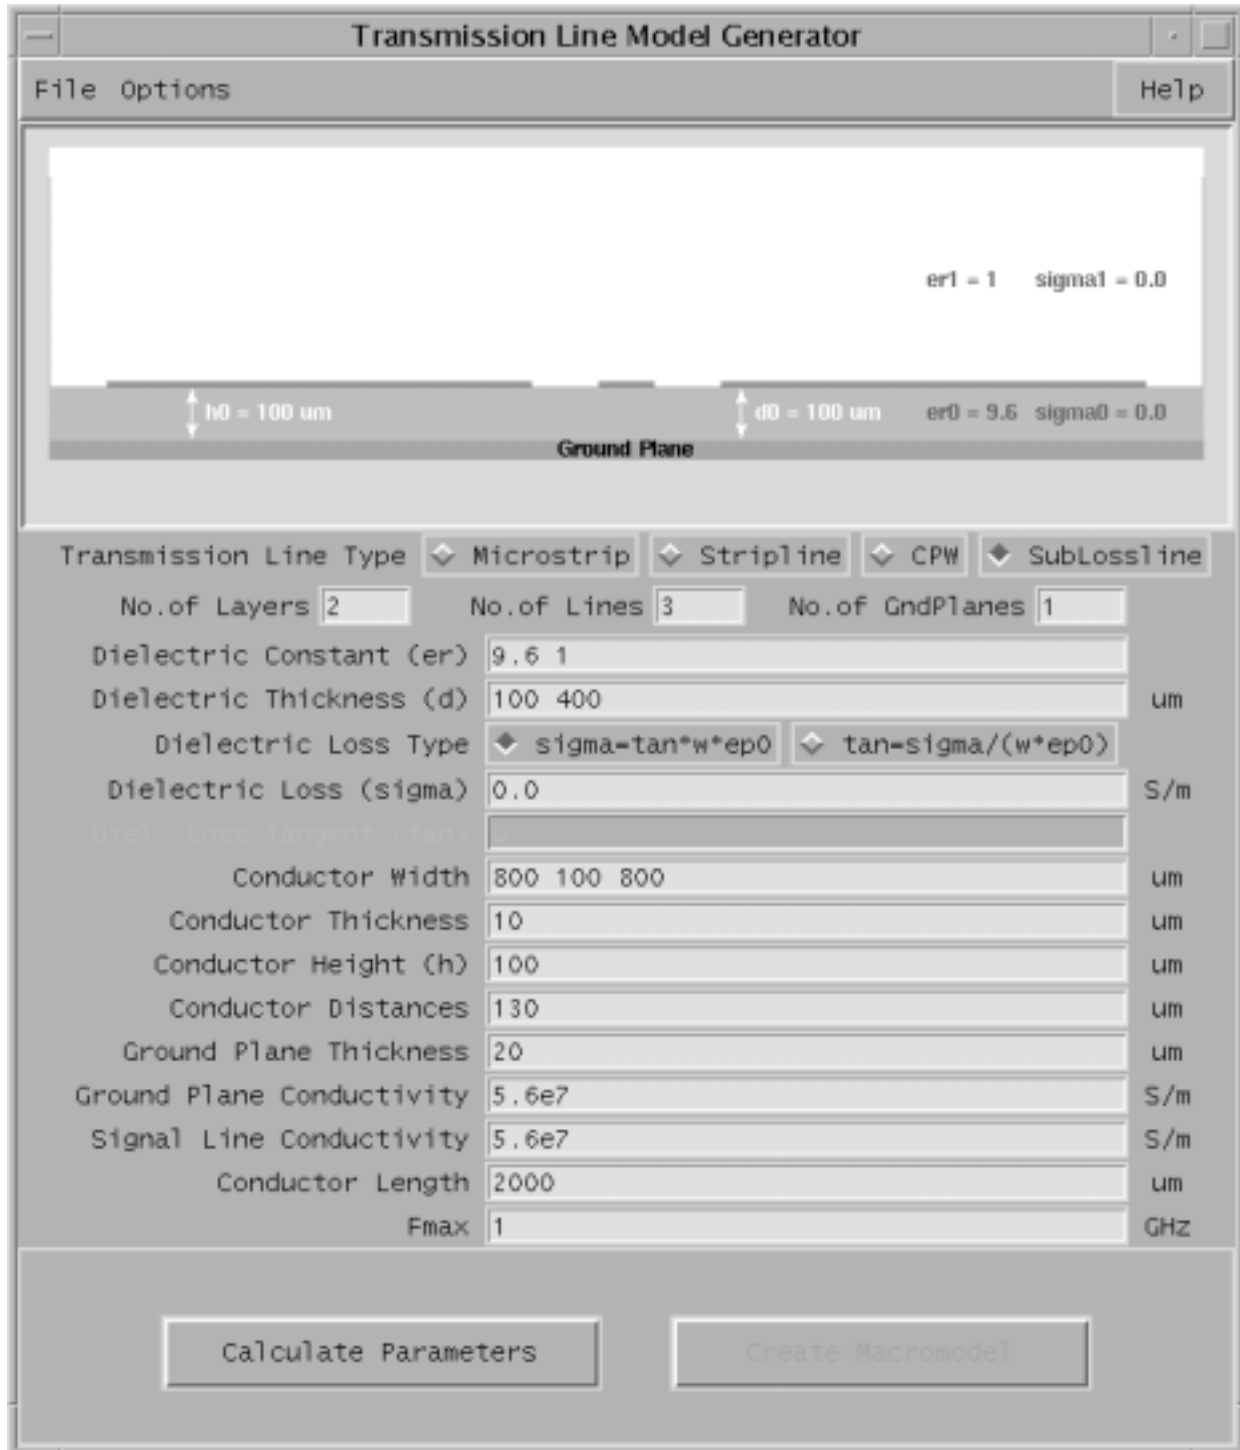 Transmission Line Model Generator
File Options Help
er1 = 1 sigma1 = 0.0
h0 = 100 um d0 = 100 um er0 = 9.6 sigma0 = 0.0
Ground Plane
Transmission Line Type Microstrip Stripline CPW SubLossline
No.of Layers 2 No.of Lines 3 No.of GndPlanes 1
Dielectric Constant (er) 9.6 1
Dielectric Thickness (d) 100 400 um
Dielectric Loss Type sigma=tan*w*ep0 tan=sigma/(w*ep0)
Dielectric Loss (sigma) 0.0 S/m
Diel. Loss Tangent (tan) 0
Conductor Width 800 100 800 um
Conductor Thickness 10 um
Conductor Height (h) 100 um
Conductor Distances 130 um
Ground Plane Thickness 20 um
Ground Plane Conductivity 5.6e7 S/m
Signal Line Conductivity 5.6e7 S/m
Conductor Length 2000 um
Fmax 1 GHz
Calculate Parameters Create Macromodel